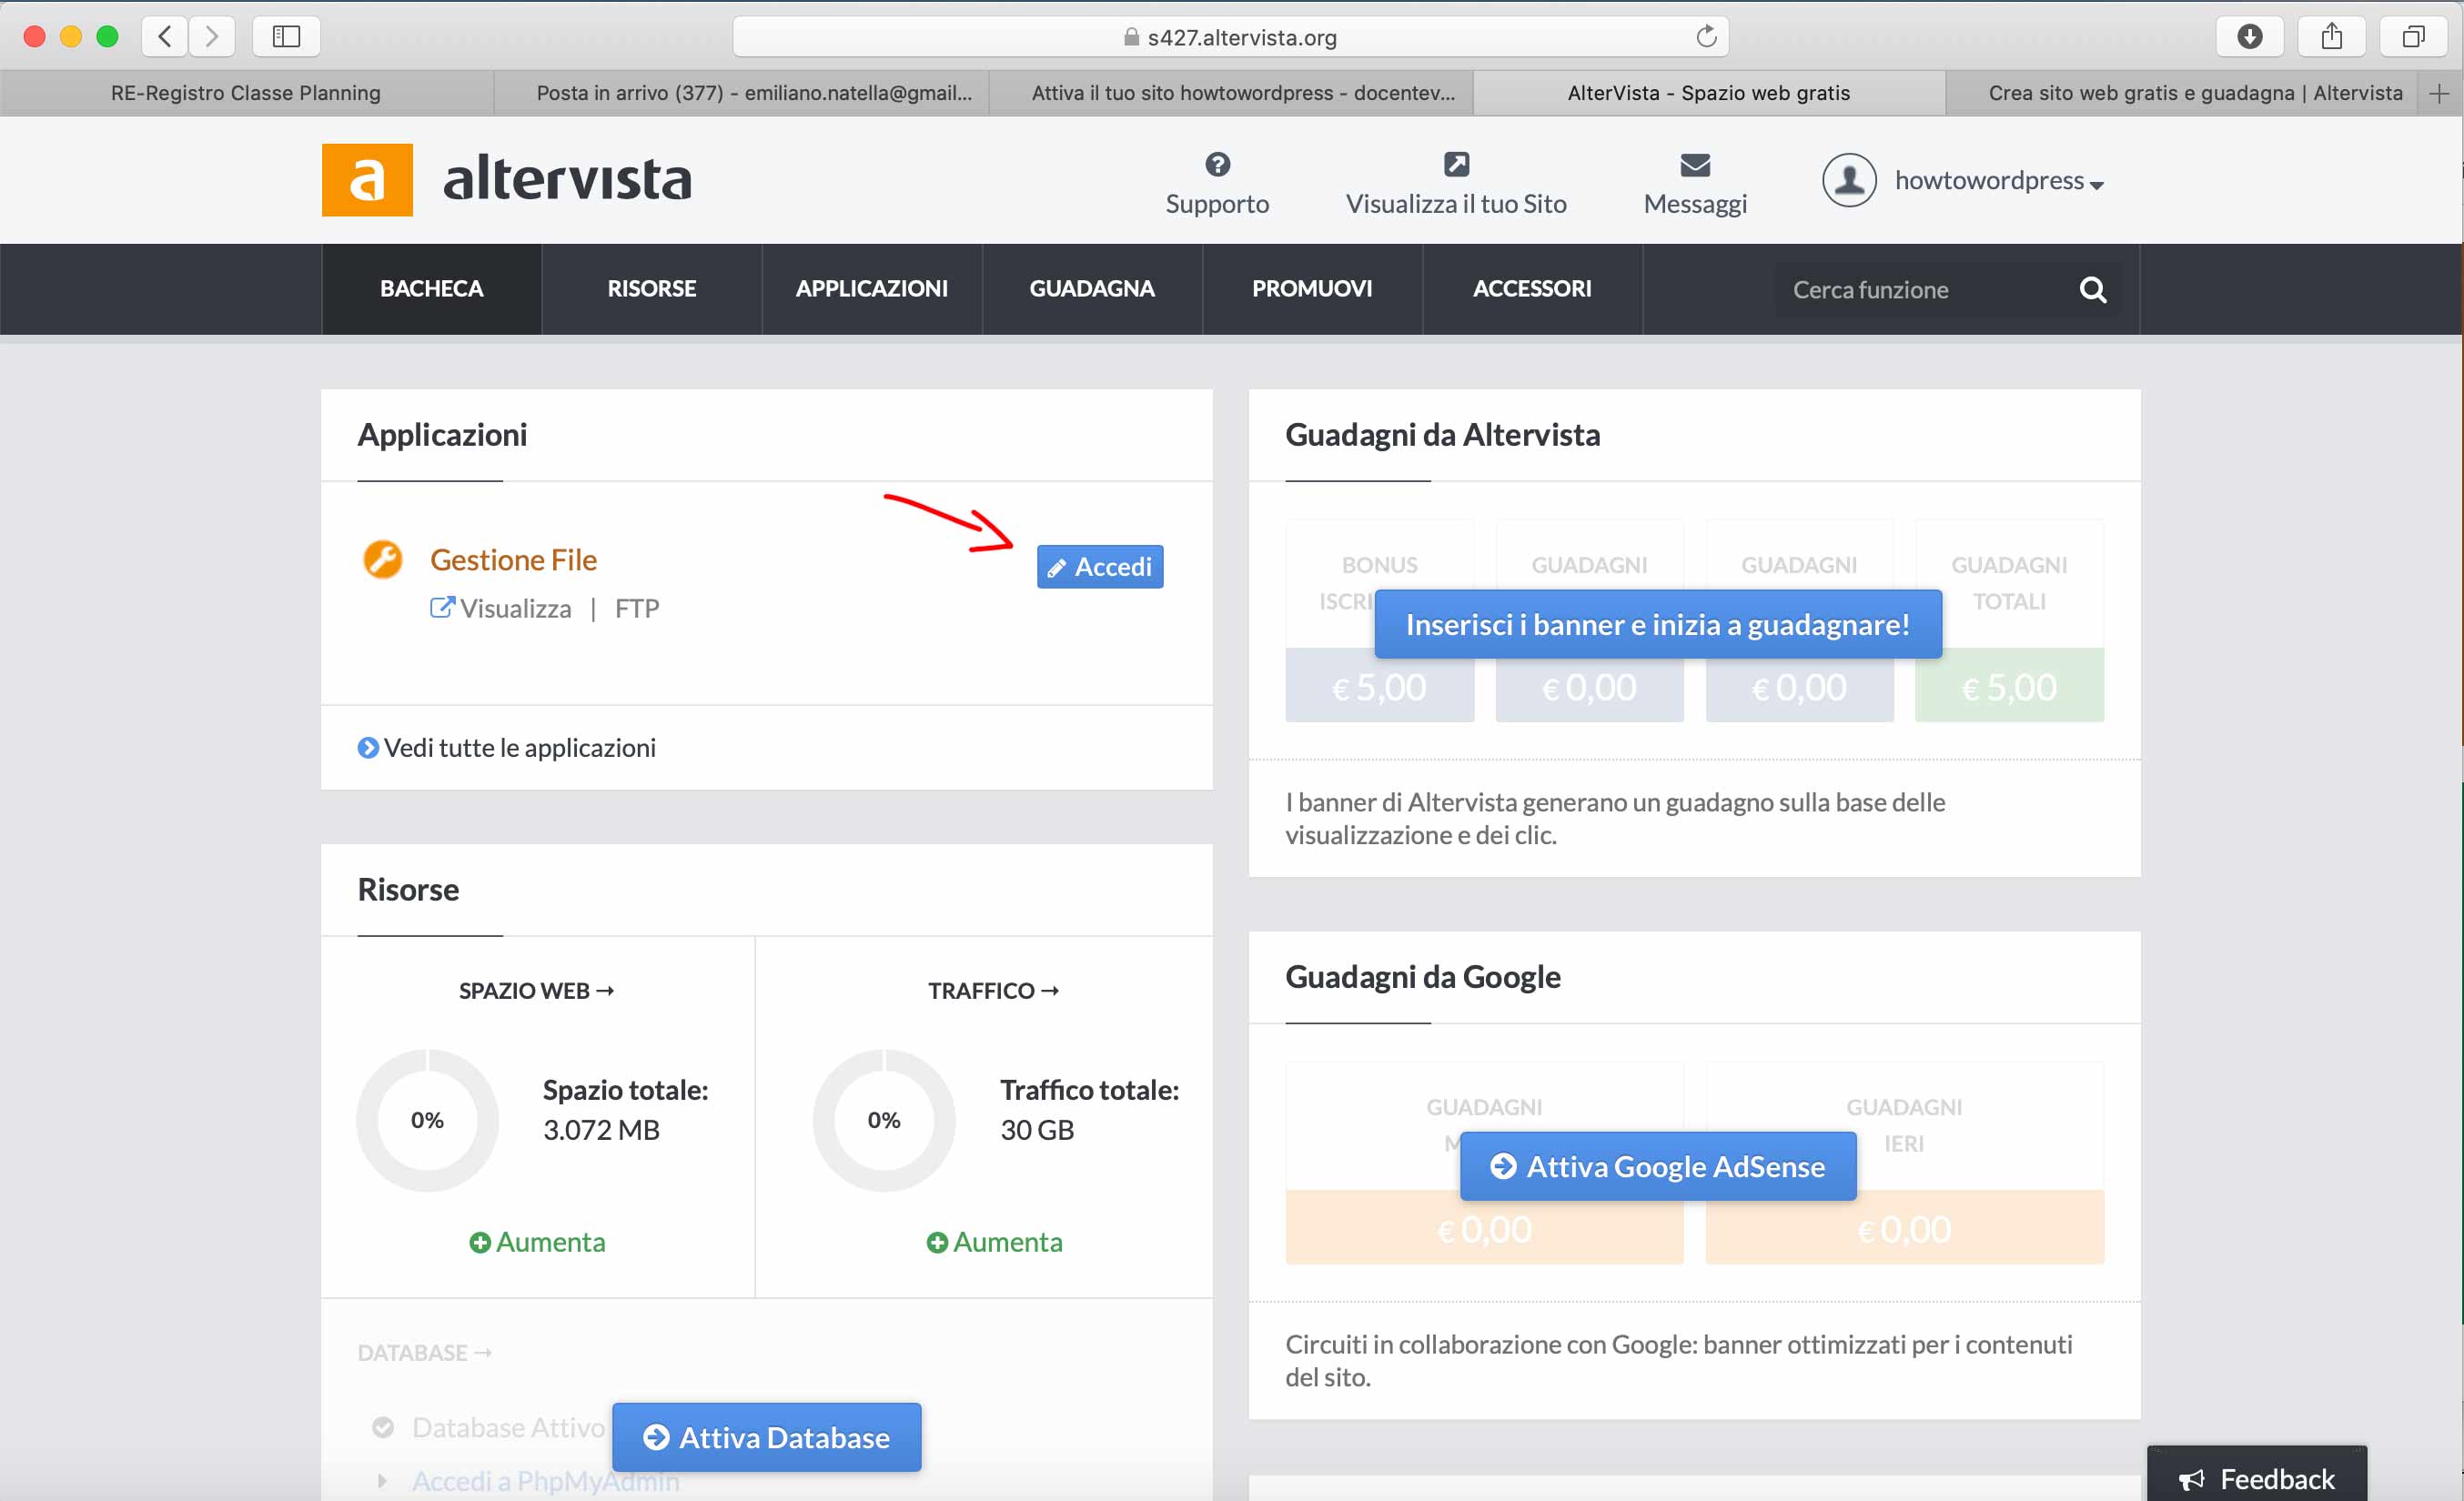 s427.altervista.org
RE-Registro Classe Planning
Posta in arrivo (377) - emiliano.natella@gmail...
Attiva il tuo sito howtowordpress - docentev...
AlterVista - Spazio web gratis
Crea sito web gratis e guadagna | Altervista
a altervista
Supporto
Visualizza il tuo Sito
Messaggi
howtowordpress
BACHECA
RISORSE
APPLICAZIONI
GUADAGNA
PROMUOVI
ACCESSORI
Cerca funzione
Applicazioni
Gestione File
Accedi
Visualizza | FTP
Vedi tutte le applicazioni
Risorse
SPAZIO WEB →
0%
Spazio totale:
3.072 MB
Aumenta
TRAFFICO →
0%
Traffico totale:
30 GB
Aumenta
DATABASE →
Database Attivo
Attiva Database
Accedi a PhpMyAdmin
Guadagni da Altervista
BONUS
GUADAGNI
GUADAGNI
GUADAGNI
TOTALI
Inserisci i banner e inizia a guadagnare!
€ 5,00
€ 0,00
€ 0,00
€ 5,00
I banner di Altervista generano un guadagno sulla base delle
visualizzazione e dei clic.
Guadagni da Google
GUADAGNI
GUADAGNI
IERI
Attiva Google AdSense
€ 0,00
€ 0,00
Circuiti in collaborazione con Google: banner ottimizzati per i contenuti
del sito.
Feedback